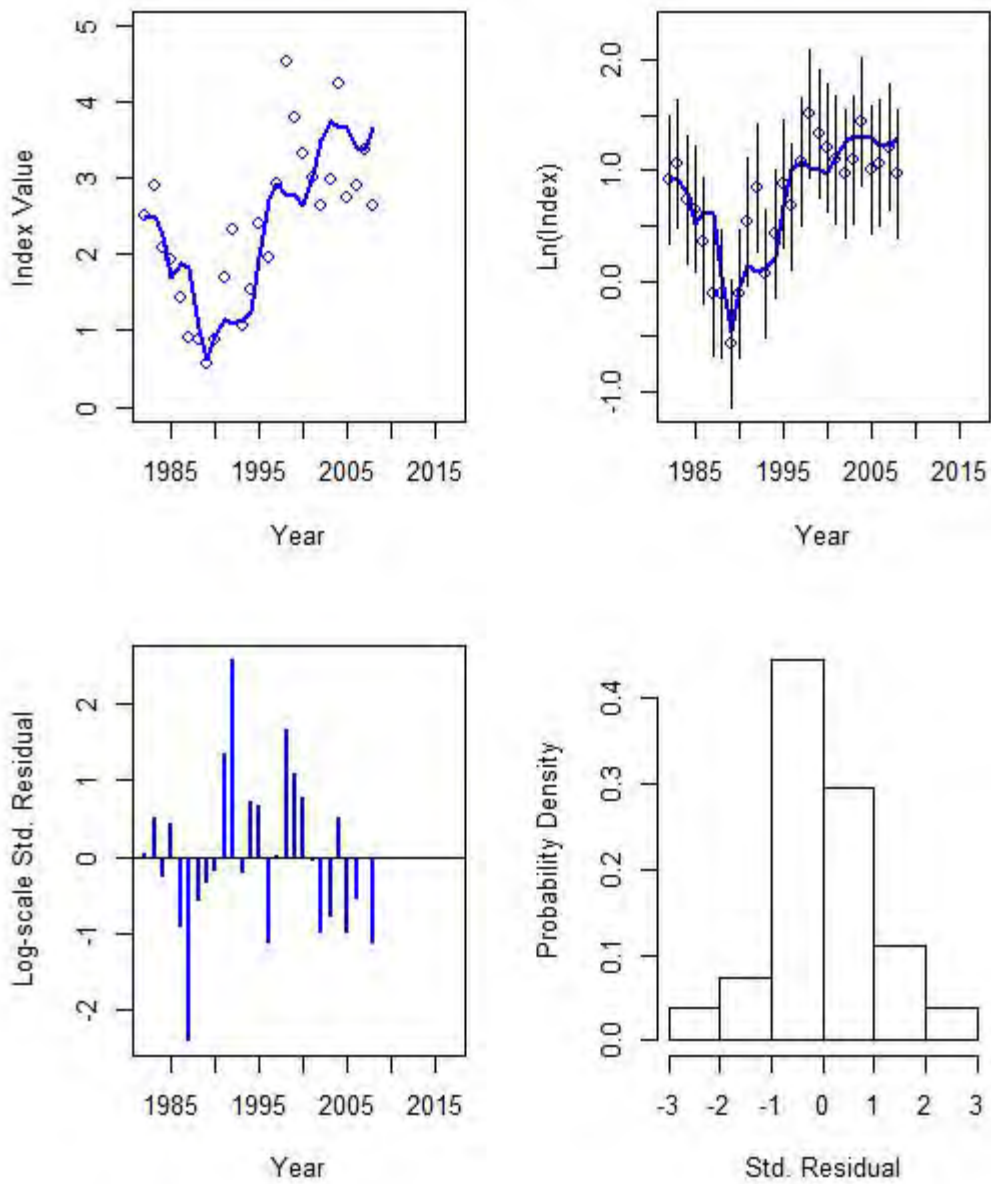 Index Value
5
4
3
2
1
0
1985 1995 2005 2015
Year
Ln(Index)
2.0
1.0
0.0
-1.0
1985 1995 2005 2015
Year
Log-scale Std. Residual
2
1
0
-1
-2
1985 1995 2005 2015
Year
Probability Density
0.4
0.3
0.2
0.1
0.0
-3 -2 -1 0 1 2 3
Std. Residual